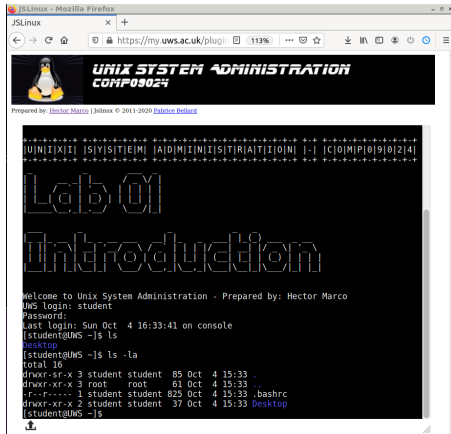 JSLinux - Mozilla Firefox
JSLinux
https://my.uws.ac.uk/plugin 113%
UNIX SYSTEM ADMINISTRATION
COMP09024
Prepared by: Hector Marco | Jslinux © 2011-2020 Fabrice Bellard
|U|N|I|X| |S|Y|S|T|E|M| |A|D|M|I|N|I|S|T|R|A|T|I|O|N| |-| |C|O|M|P|0|9|0|2|4|
Lab 01
Introduction
Welcome to Unix System Administration - Prepared by: Hector Marco
UWS login: student
Password:
Last login: Sun Oct 4 16:33:41 on console
[student@UWS ~]$ ls
Desktop
[student@UWS ~]$ ls -la
total 16
drwxr-sr-x 3 student student 85 Oct 4 15:33 .
drwxr-xr-x 3 root root 61 Oct 4 15:33 ..
-r--r----- 1 student student 825 Oct 4 15:33 .bashrc
drwxr-xr-x 2 student student 37 Oct 4 15:33 Desktop
[student@UWS ~]$